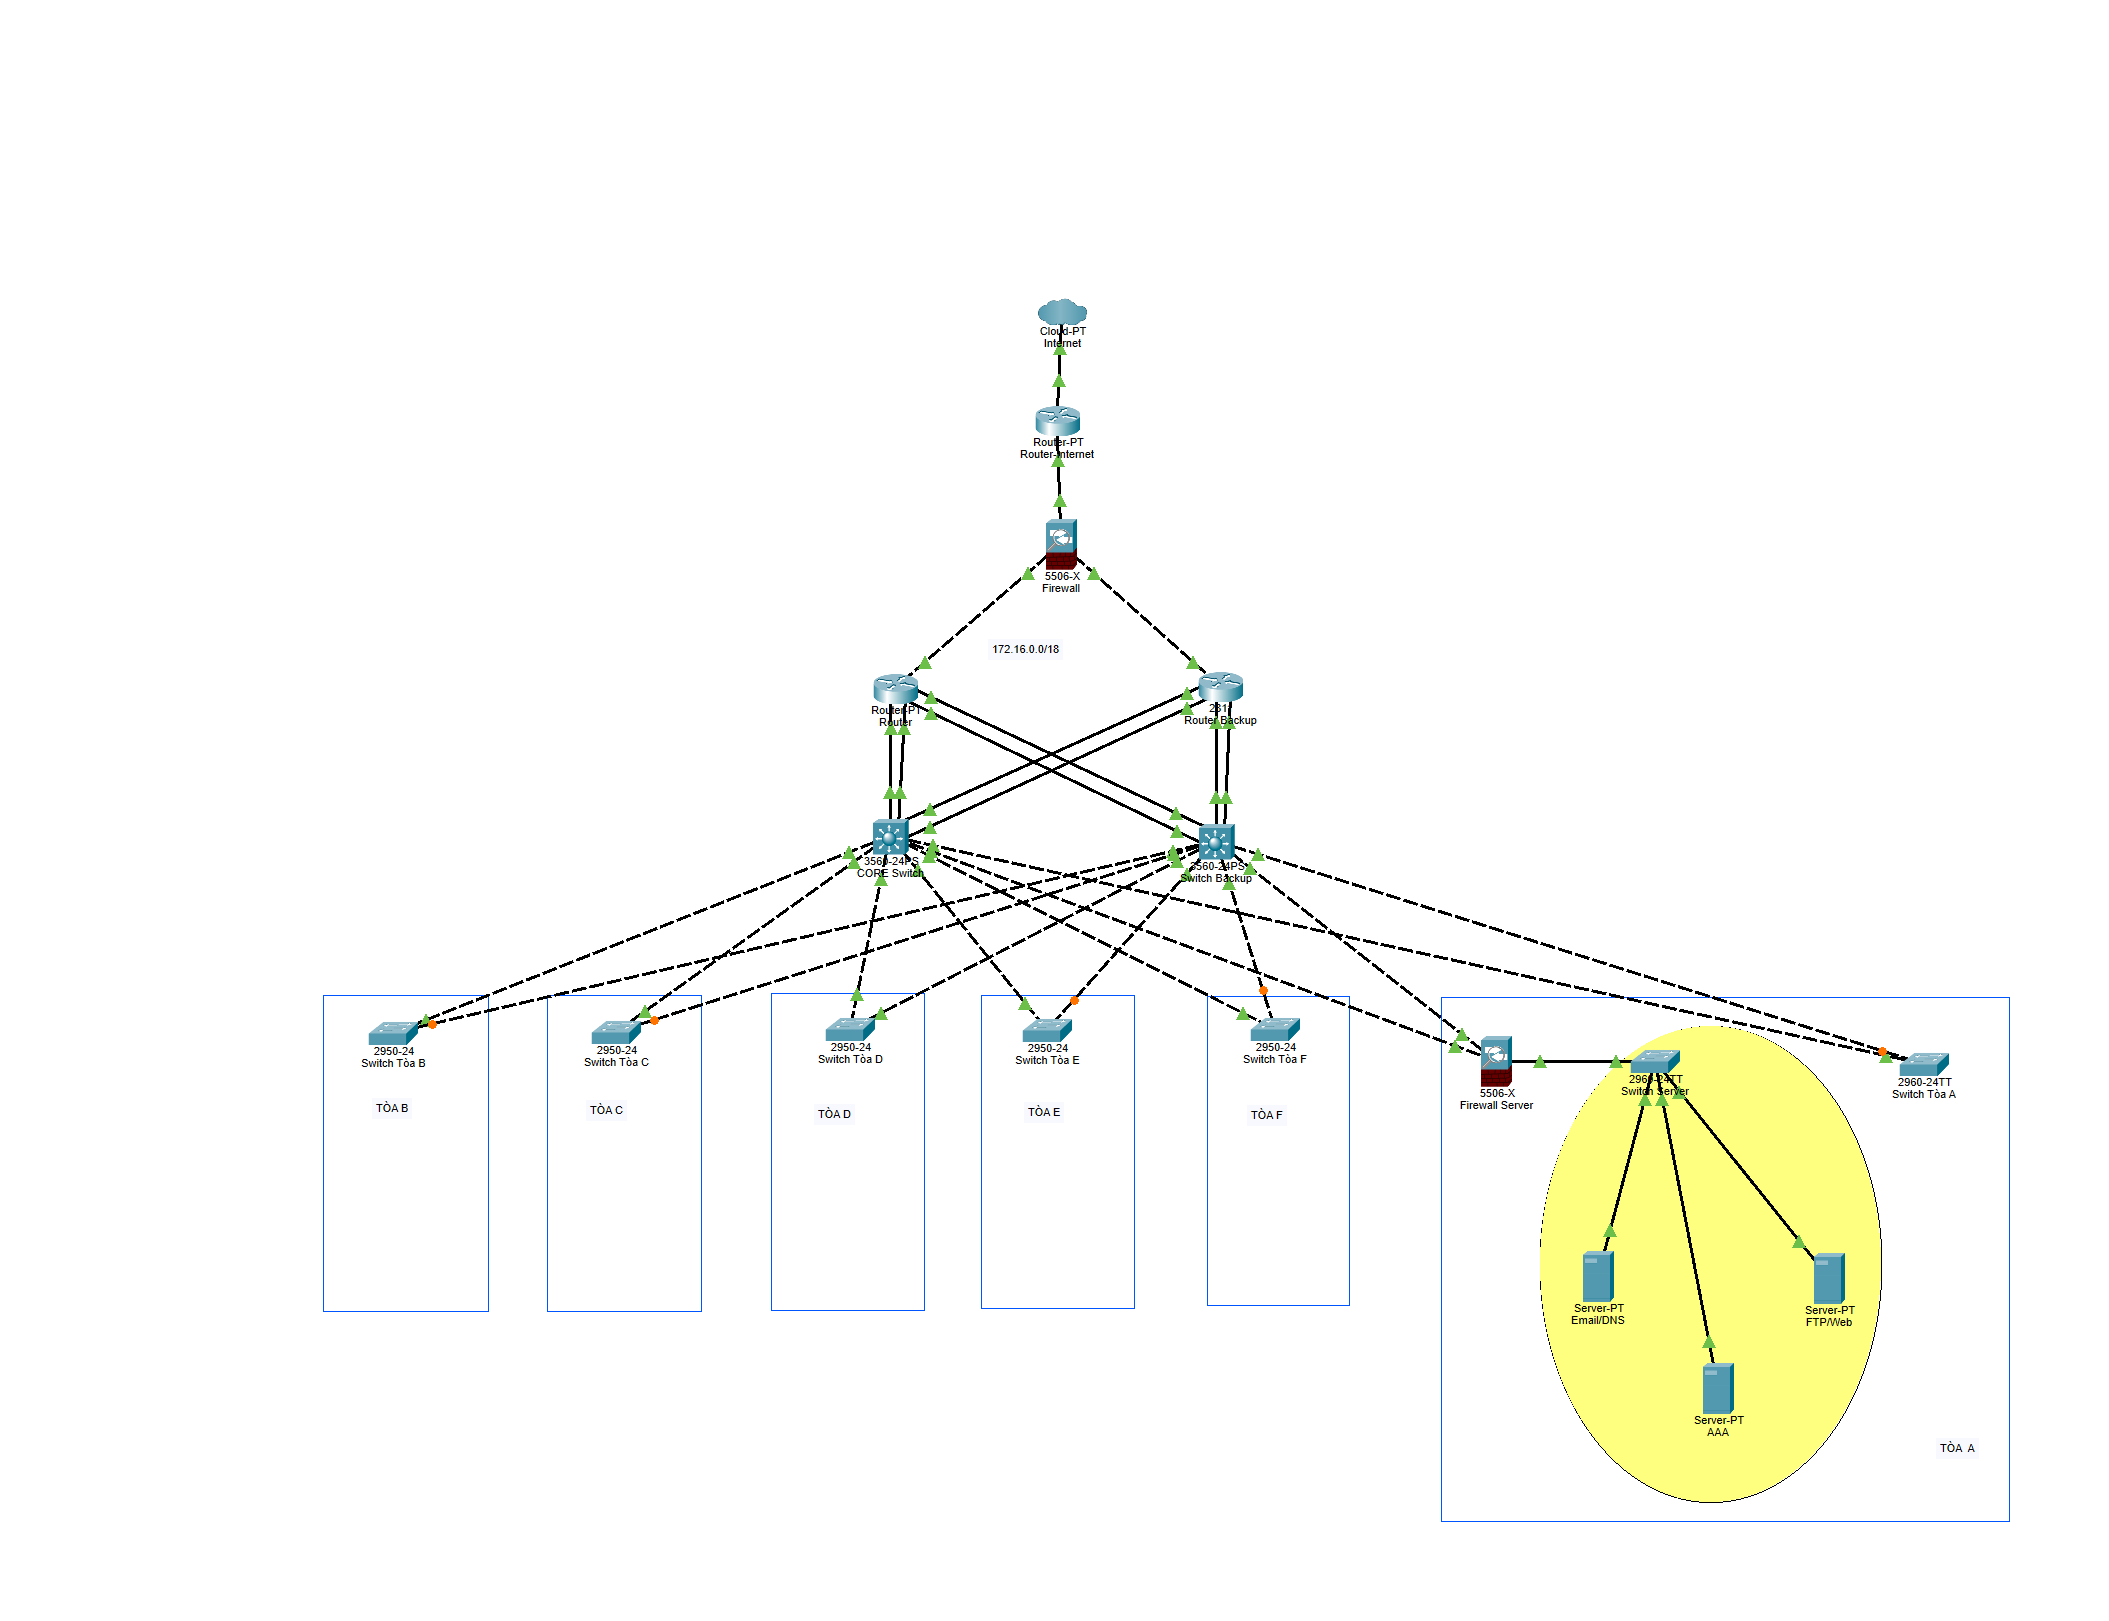 Cloud-PT
Internet
Router-PT
Router-Internet
5506-X
Firewall
172.16.0.0/18
Router-PT
Router
Router Backup
3560-24PS
CORE Switch
3560-24PS
Switch Backup
2950-24
Switch Tòa B
2950-24
Switch Tòa C
2950-24
Switch Tòa D
2950-24
Switch Tòa E
2950-24
Switch Tòa F
5506-X
Firewall Server
2960-24TT
Switch Server
2960-24TT
Switch Tòa A
TÒA B
TÒA C
TÒA D
TÒA E
TÒA F
Server-PT
Email/DNS
Server-PT
FTP/Web
Server-PT
AAA
TÒA A